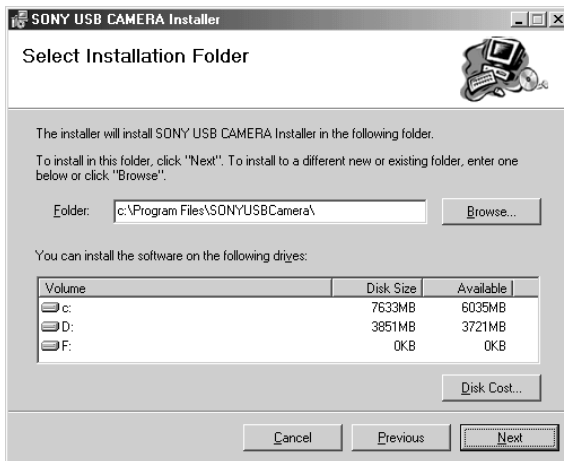 SONY USB CAMERA Installer
Select Installation Folder
The installer will install SONY USB CAMERA Installer in the following folder.
To install in this folder, click "Next". To install to a different new or existing folder, enter one
below or click "Browse".
Folder: c:\Program Files\SONYUSBCamera\ Browse...
You can install the software on the following drives:
Volume Disk Size Available
c: 7633MB 6035MB
D: 3851MB 3721MB
F: 0KB 0KB
Disk Cost...
Cancel Previous Next